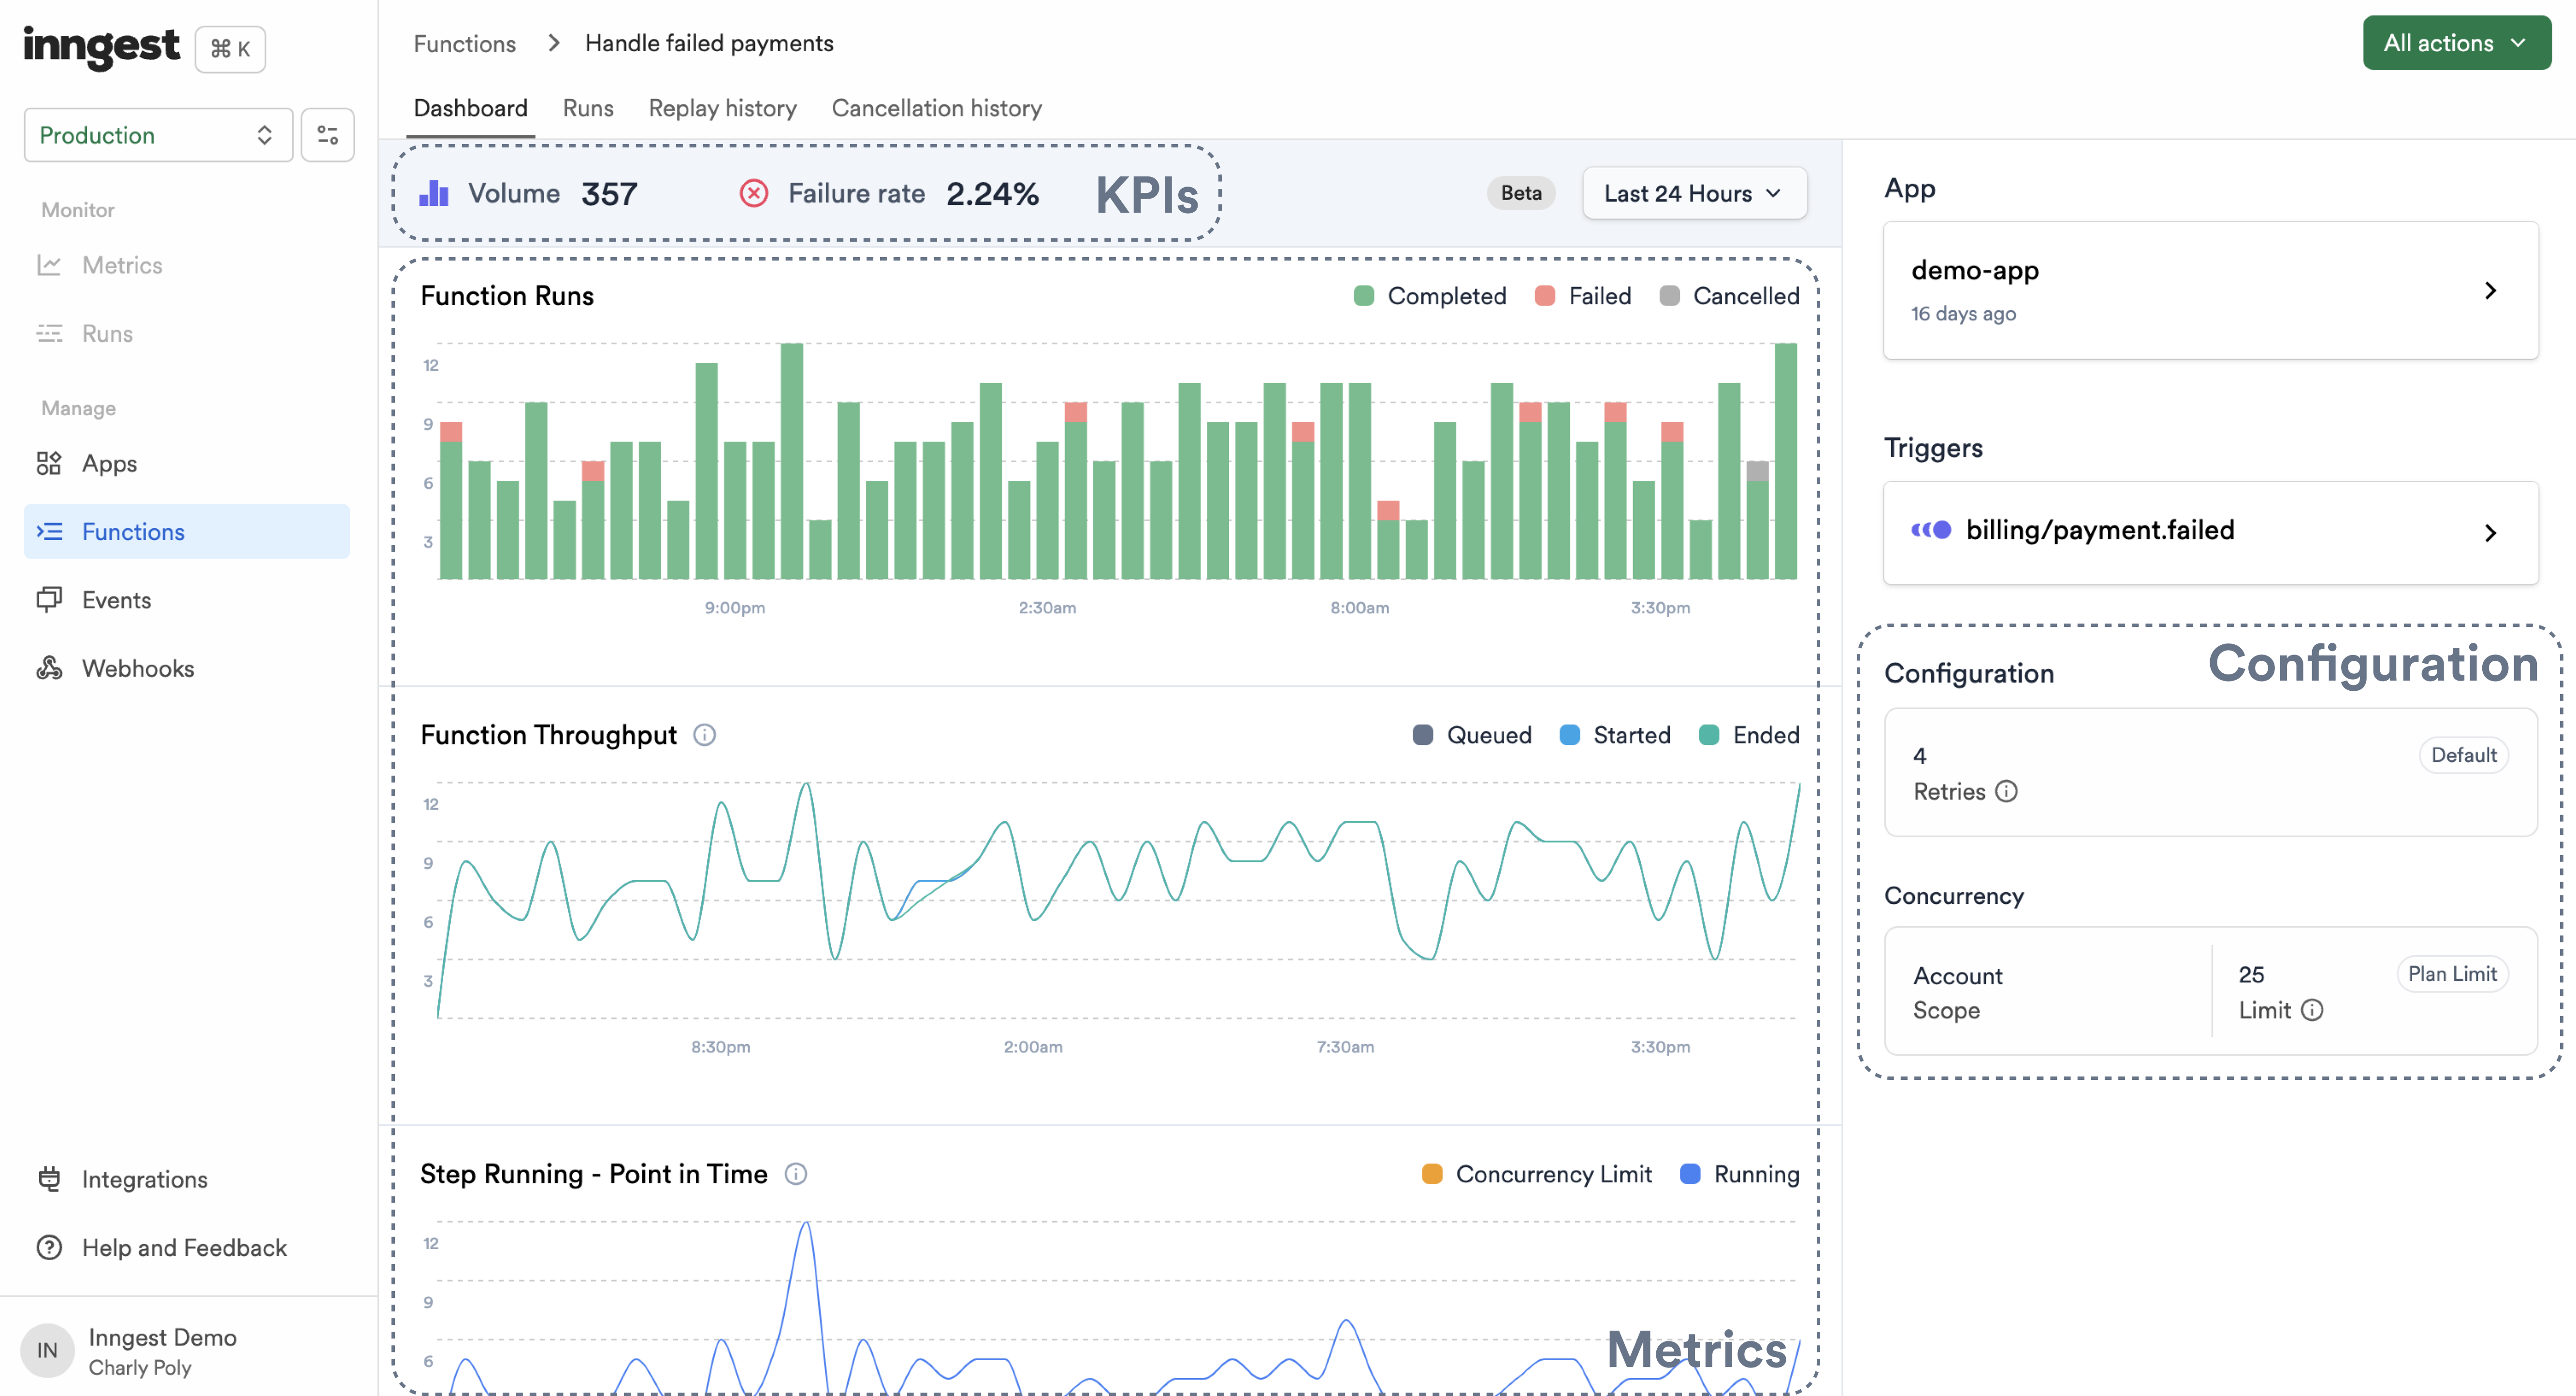 inngest
⌘ K
Production
Monitor
Metrics
Runs
Manage
Apps
Functions
Events
Webhooks
Integrations
Help and Feedback
IN
Inngest Demo
Charly Poly
Functions > Handle failed payments
All actions
Dashboard Runs Replay history Cancellation history
Volume 357 Failure rate 2.24% KPIs
Beta Last 24 Hours
Function Runs
Completed Failed Cancelled
12
9
6
3
9:00pm 2:30am 8:00am 3:30pm
Function Throughput
Queued Started Ended
12
9
6
3
8:30pm 2:00am 7:30am 3:30pm
Step Running - Point in Time
Concurrency Limit Running
12
9
6
Metrics
App
demo-app
16 days ago
Triggers
billing/payment.failed
Configuration
Configuration
4
Retries
Default
Concurrency
Account
Scope
25
Limit
Plan Limit